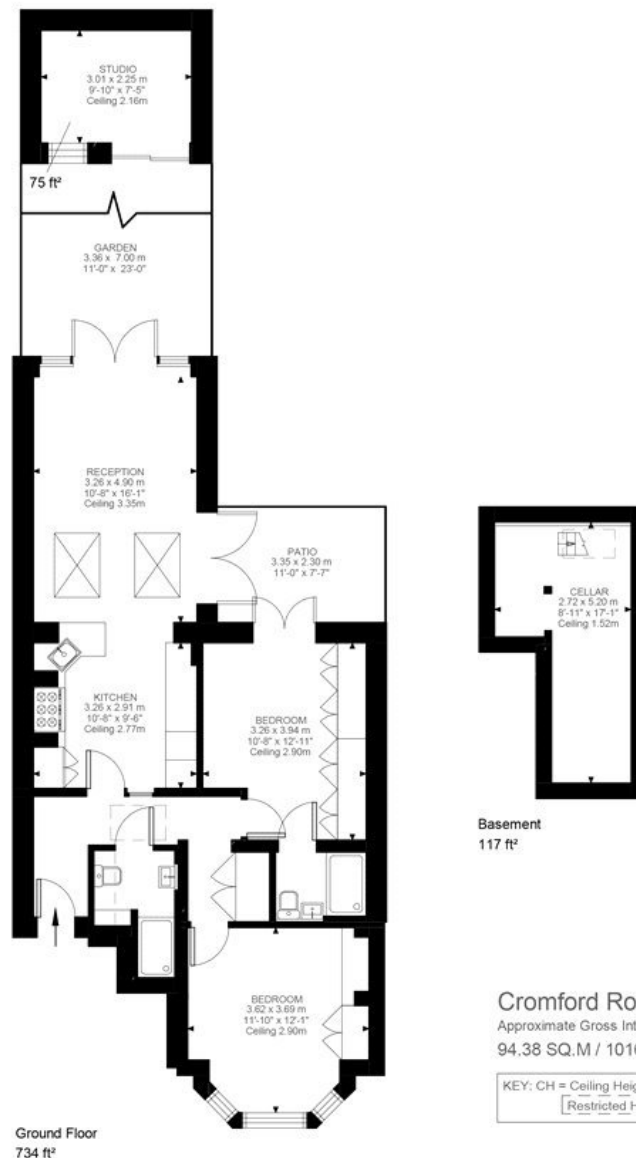 STUDIO
3.01 x 2.25 m
9'-10" x 7'-5"
Ceiling 2.16m
75 ft²
GARDEN
3.36 x 7.00 m
11'-0" x 23'-0"
RECEPTION
3.26 x 4.90 m
10'-8" x 16'-1"
Ceiling 3.35m
PATIO
3.35 x 2.30 m
11'-0" x 7'-7"
KITCHEN
3.26 x 2.91 m
10'-8" x 9'-6"
Ceiling 2.77m
BEDROOM
3.26 x 3.94 m
10'-8" x 12'-11"
Ceiling 2.90m
BEDROOM
3.62 x 3.69 m
11'-10" x 12'-1"
Ceiling 2.90m
Ground Floor
734 ft²
CELLAR
2.72 x 5.20 m
8'-11" x 17'-1"
Ceiling 1.52m
Basement
117 ft²
Cromford Ro
Approximate Gross Int
94.38 SQ.M / 1016
KEY: CH = Ceiling Heig
Restricted H